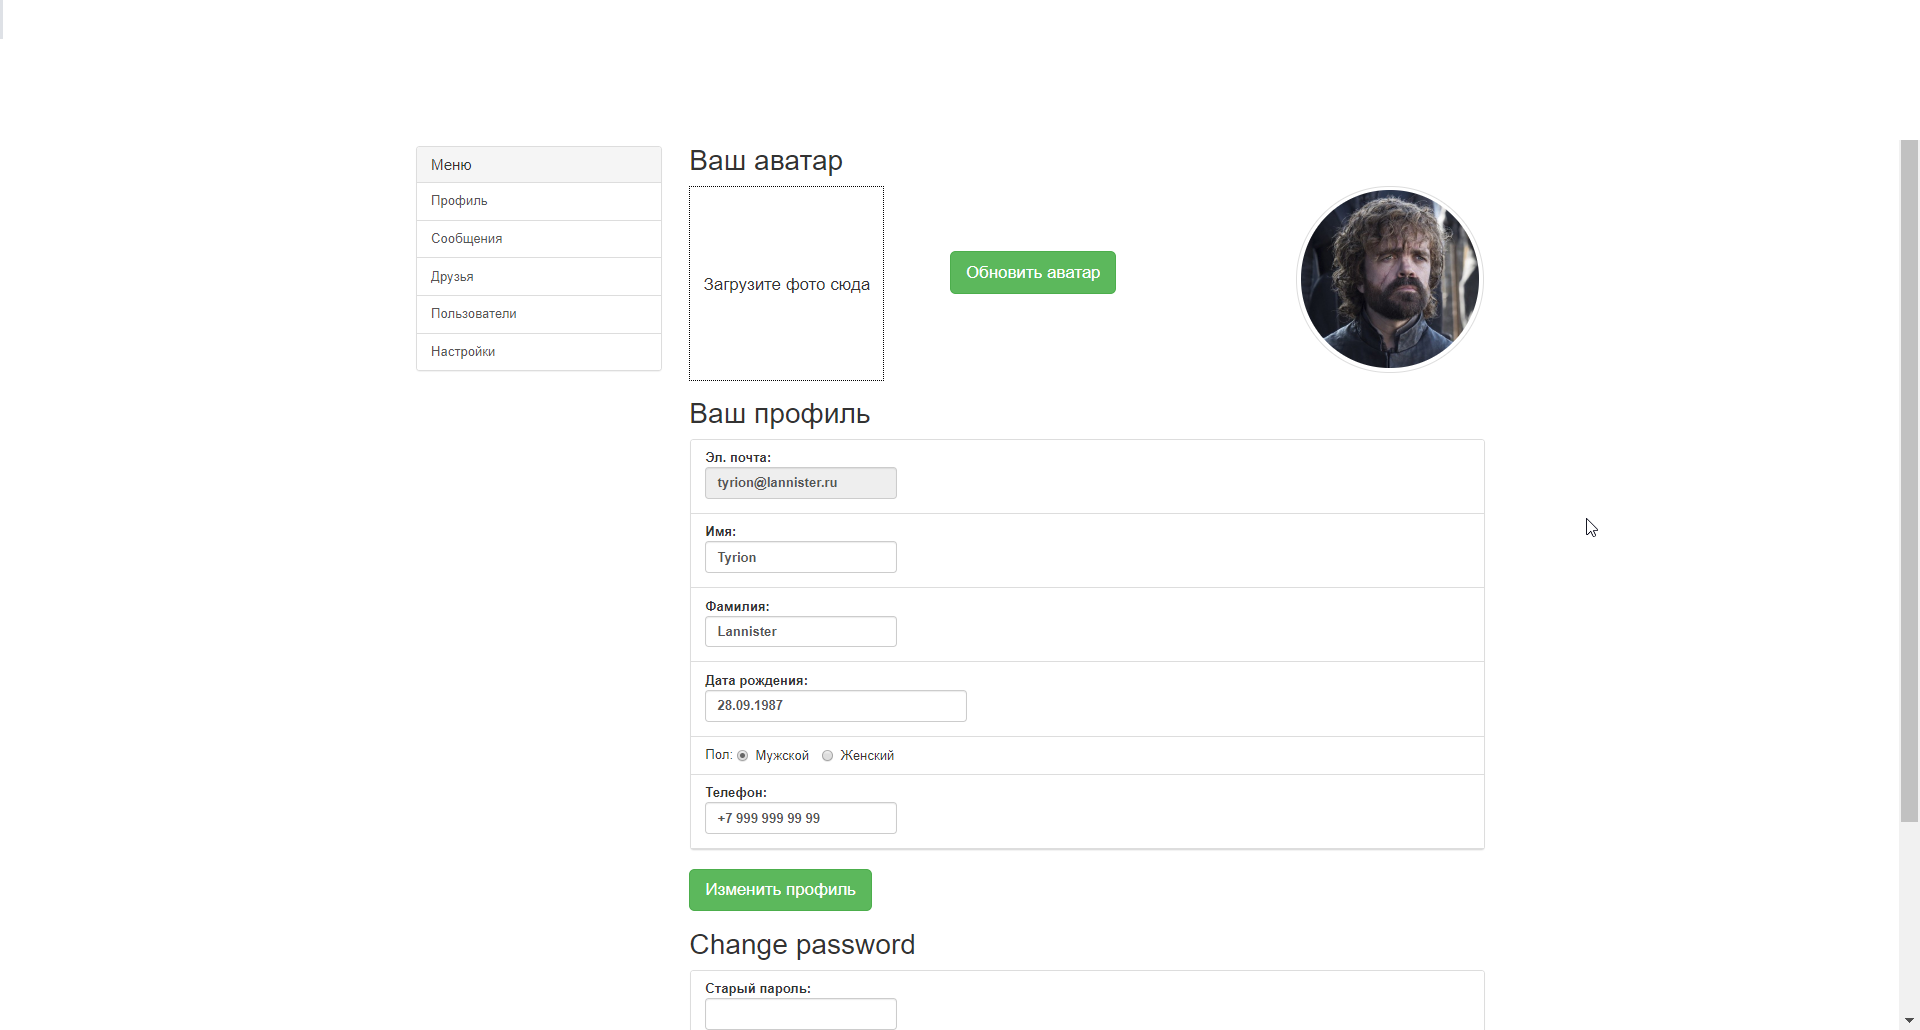 Меню
Профиль
Сообщения
Друзья
Пользователи
Настройки
Ваш аватар
Загрузите фото сюда
Обновить аватар
Ваш профиль
Эл. почта:
tyrion@lannister.ru
Имя:
Tyrion
Фамилия:
Lannister
Дата рождения:
28.09.1987
Пол: Мужской Женский
Телефон:
+7 999 999 99 99
Изменить профиль
Change password
Старый пароль: